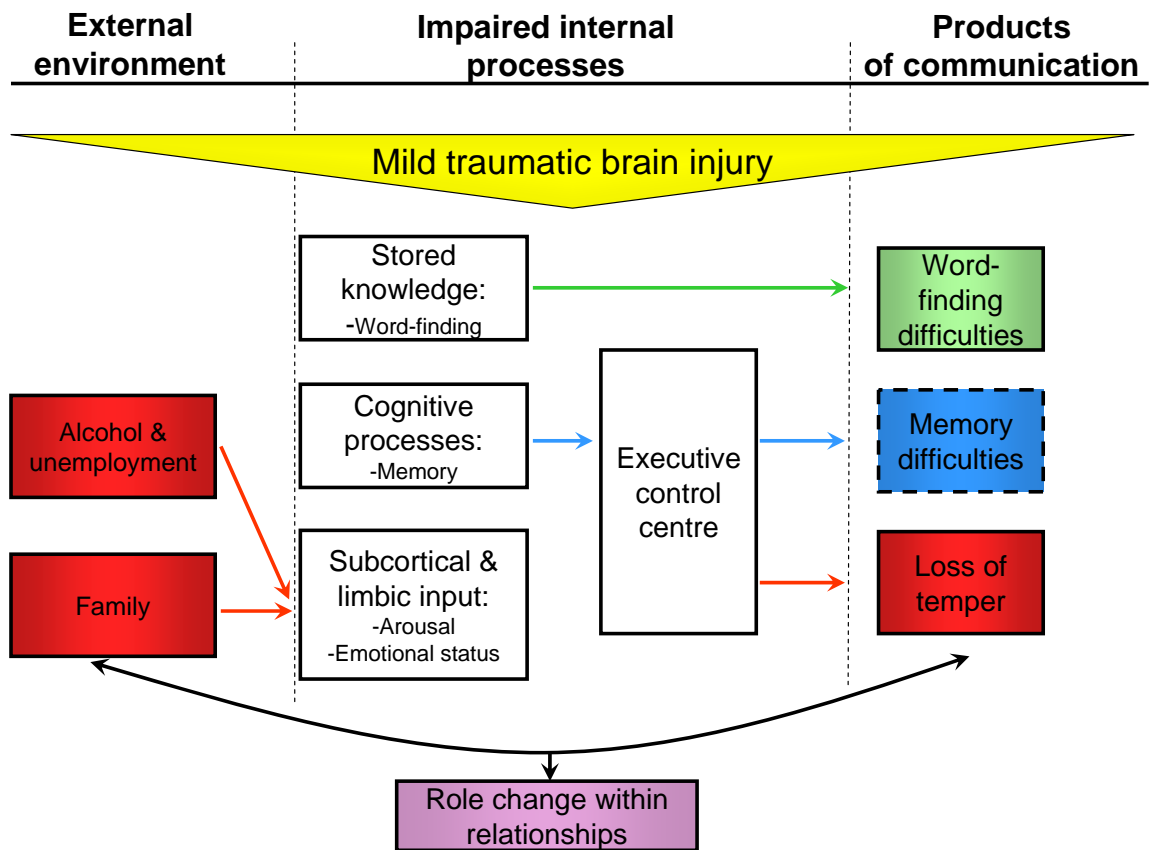 External
environment
Impaired internal
processes
Products
of communication
Mild traumatic brain injury
Stored
knowledge:
-Word-finding
Word-
finding
difficulties
Alcohol &
unemployment
Cognitive
processes:
-Memory
Executive
control
centre
Memory
difficulties
Family
Subcortical &
limbic input:
-Arousal
-Emotional status
Loss of
temper
Role change within
relationships